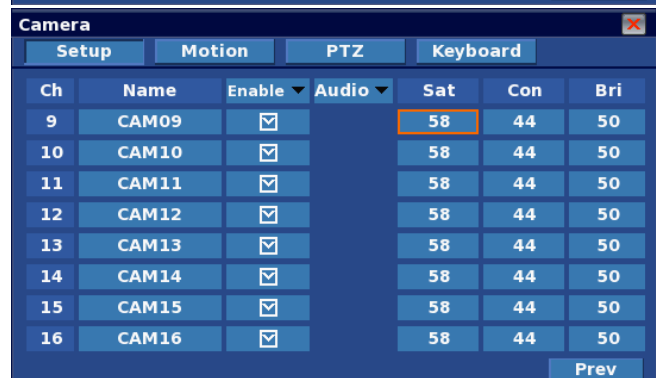 Camera
Setup Motion PTZ Keyboard
Ch Name Enable Audio Sat Con Bri
9 CAM09 58 44 50
10 CAM10 58 44 50
11 CAM11 58 44 50
12 CAM12 58 44 50
13 CAM13 58 44 50
14 CAM14 58 44 50
15 CAM15 58 44 50
16 CAM16 58 44 50
Prev